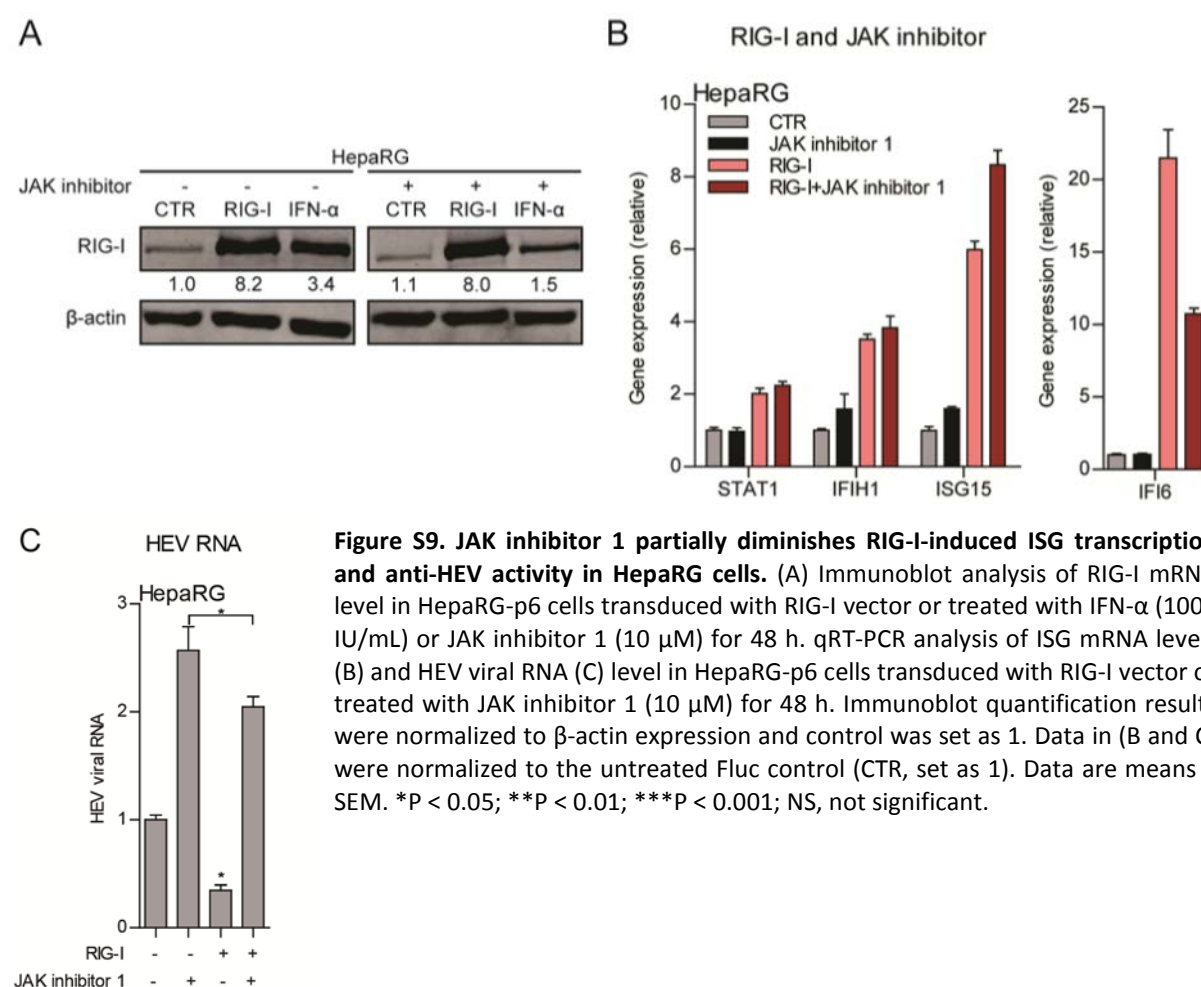 A
HepaRG
JAK inhibitor - - - + + +
CTR RIG-I IFN-α CTR RIG-I IFN-α
RIG-I
1.0 8.2 3.4 1.1 8.0 1.5
β-actin
B
RIG-I and JAK inhibitor
HepaRG
CTR
JAK inhibitor 1
RIG-I
RIG-I+JAK inhibitor 1
Gene expression (relative)
10
8
6
4
2
0
STAT1 IFIH1 ISG15
Gene expression (relative)
25
20
15
10
5
0
IFI6
C
HEV RNA
HepaRG
HEV viral RNA
3
2
1
0
*
*
RIG-I - - + +
JAK inhibitor 1 - + - +
Figure S9. JAK inhibitor 1 partially diminishes RIG-I-induced ISG transcription
and anti-HEV activity in HepaRG cells. (A) Immunoblot analysis of RIG-I mRN
level in HepaRG-p6 cells transduced with RIG-I vector or treated with IFN-α (100
IU/mL) or JAK inhibitor 1 (10 μM) for 48 h. qRT-PCR analysis of ISG mRNA level
(B) and HEV viral RNA (C) level in HepaRG-p6 cells transduced with RIG-I vector o
treated with JAK inhibitor 1 (10 μM) for 48 h. Immunoblot quantification result
were normalized to β-actin expression and control was set as 1. Data in (B and C
were normalized to the untreated Fluc control (CTR, set as 1). Data are means
SEM. *P < 0.05; **P < 0.01; ***P < 0.001; NS, not significant.